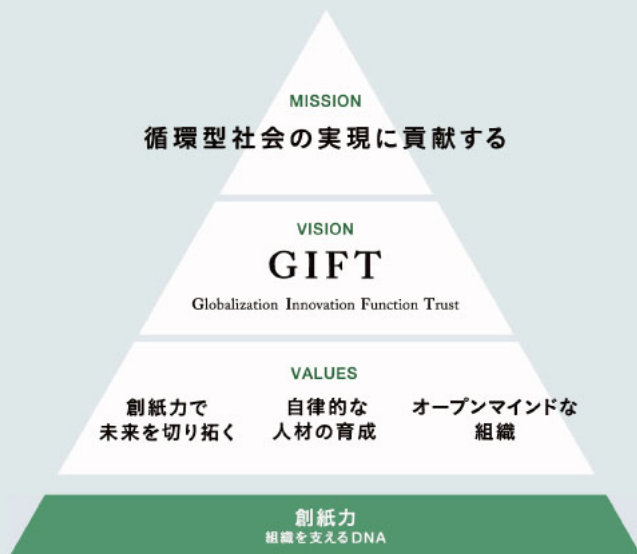 MISSION
循環型社会の実現に貢献する
VISION
GIFT
Globalization Innovation Function Trust
VALUES
創紙力で
未来を切り拓く
自律的な
人材の育成
オープンマインドな
組織
創紙力
組織を支えるDNA